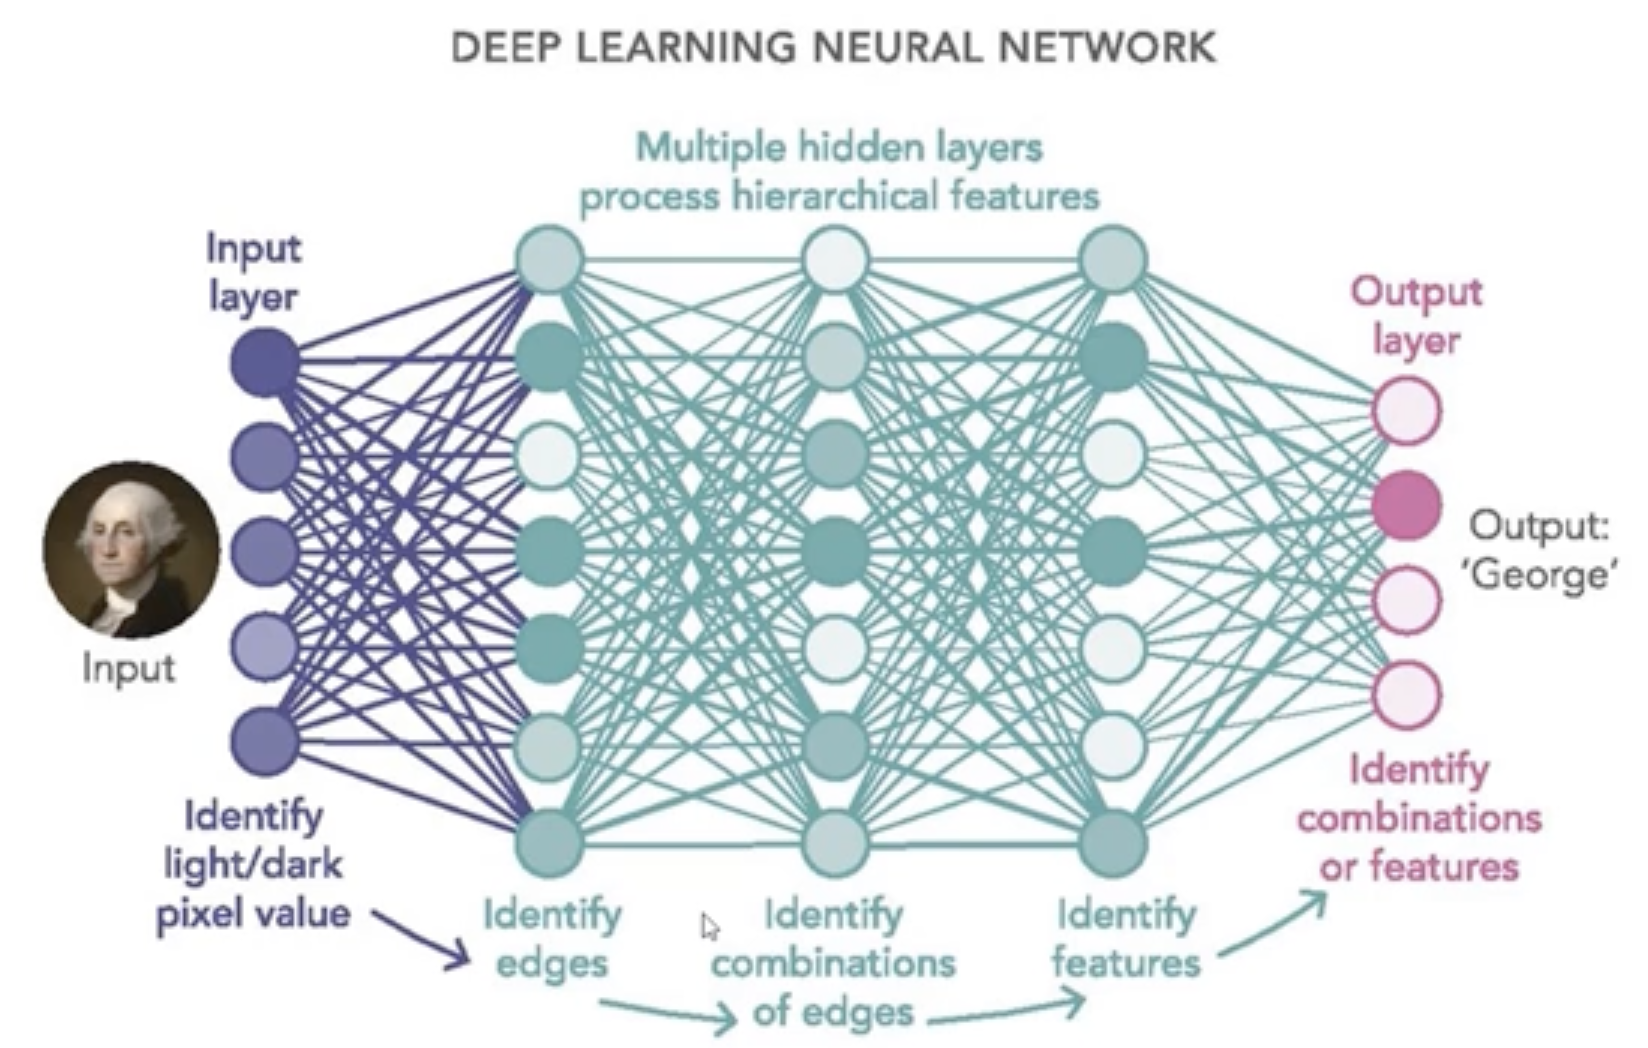 DEEP LEARNING NEURAL NETWORK
Multiple hidden layers
process hierarchical features
Input
layer
Output
layer
Input
Output:
'George'
Identify
light/dark
pixel value
Identify
edges
Identify
combinations
of edges
Identify
features
Identify
combinations
or features